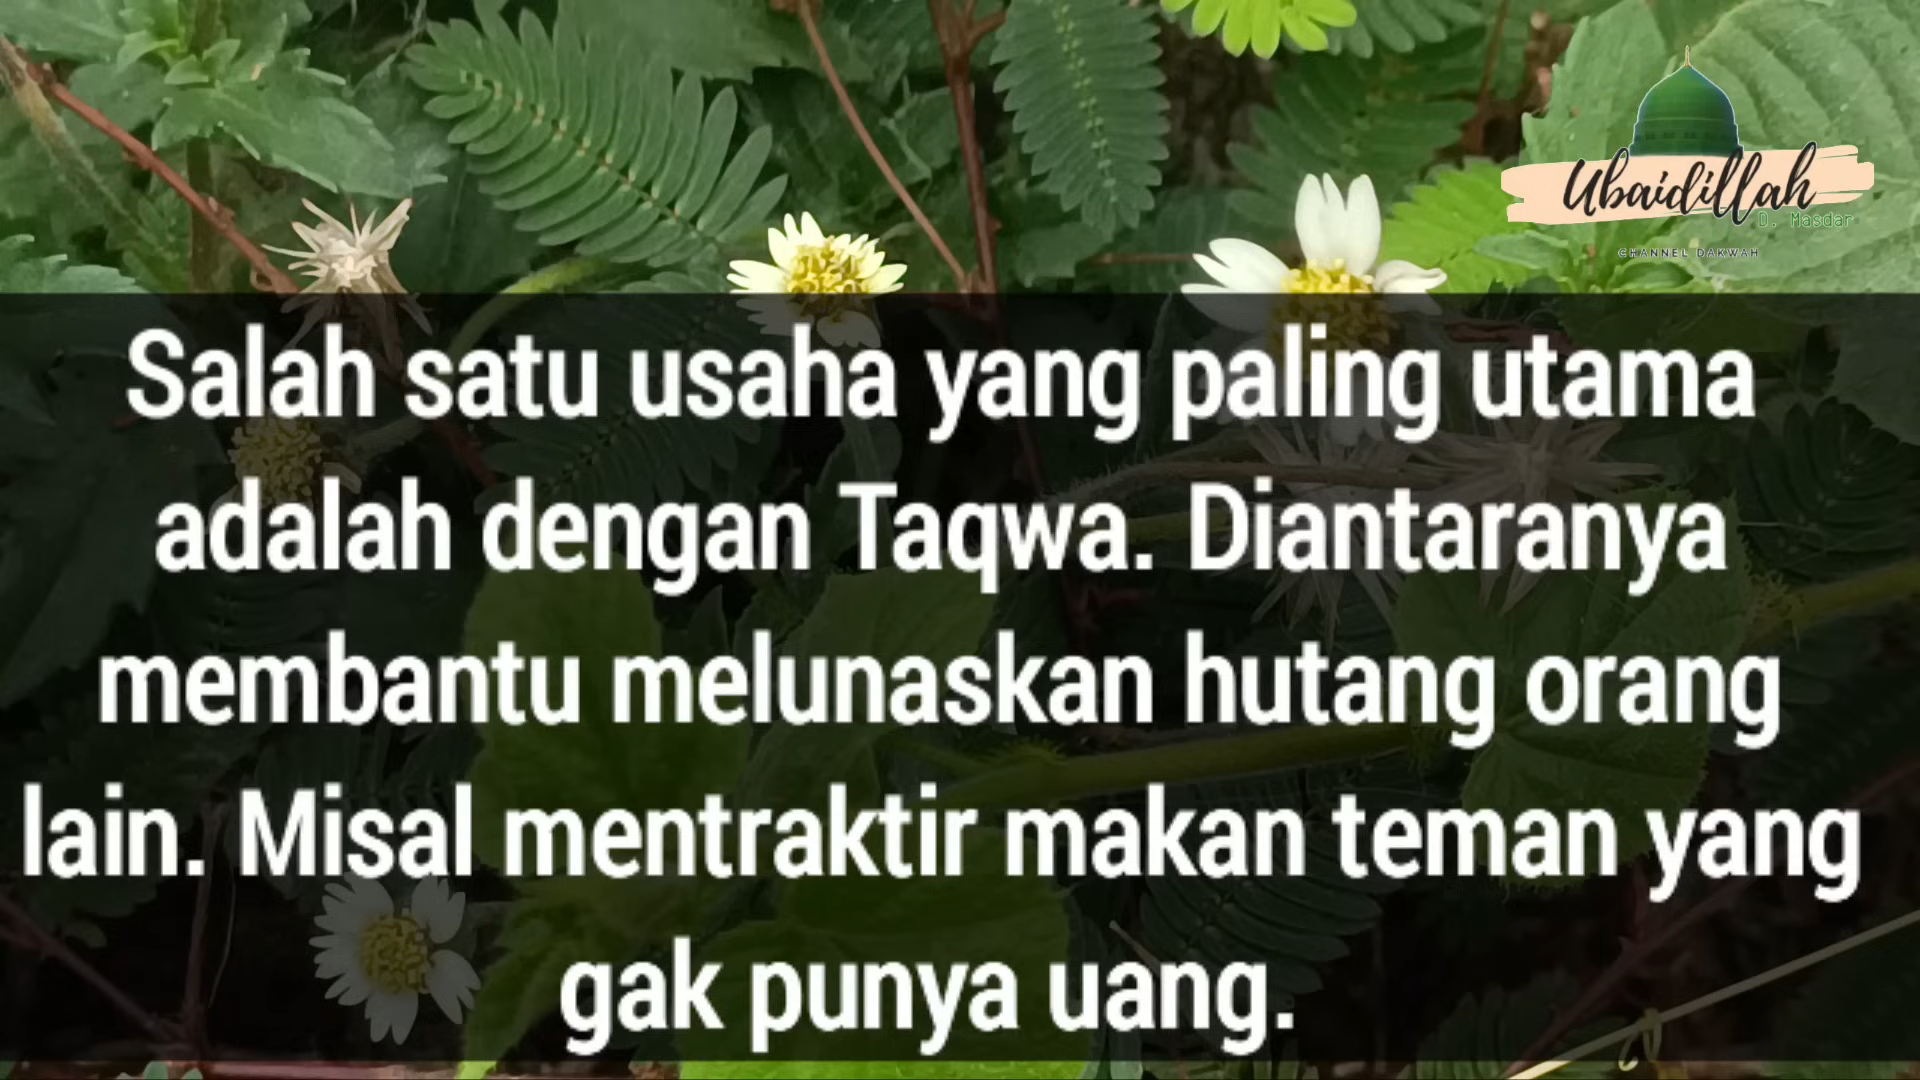 Ubaidillah
D. Masdar
CHANNEL DAKWAH
Salah satu usaha yang paling utama
adalah dengan Taqwa. Diantaranya
membantu melunaskan hutang orang
lain. Misal mentraktir makan teman yang
gak punya uang.